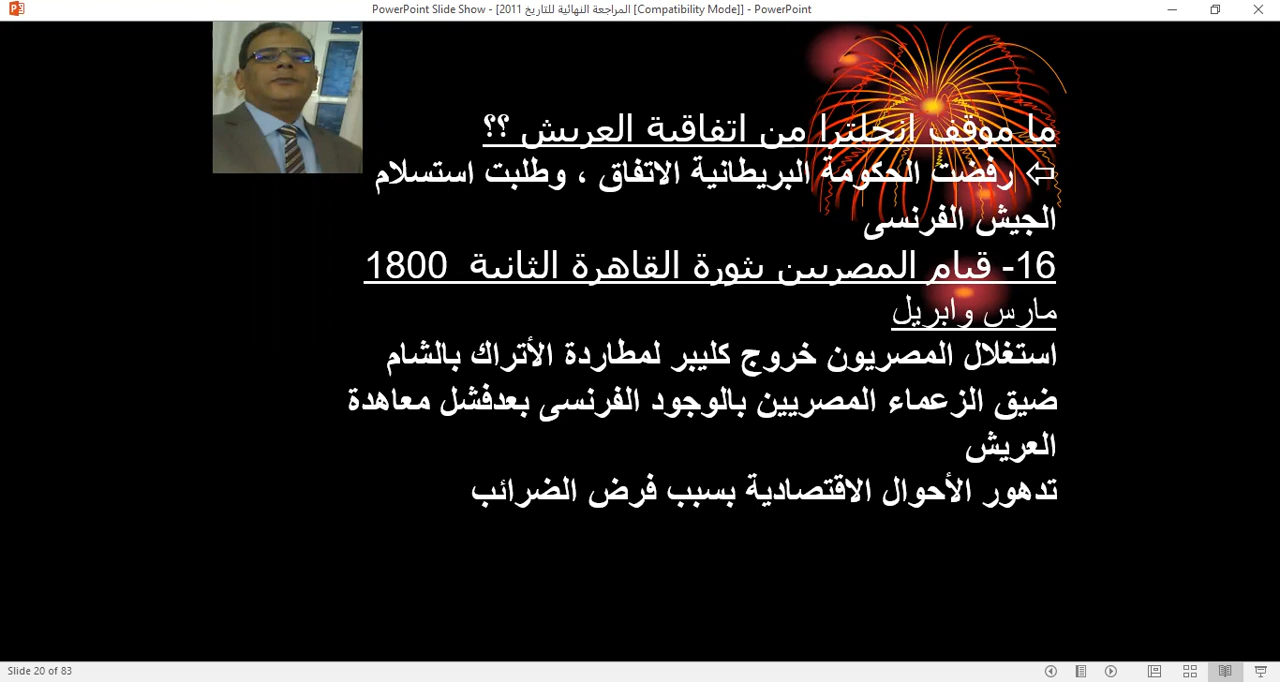 PowerPoint Slide Show - [المراجعة النهائية للتاريخ 2011 [Compatibility Mode]] - PowerPoint
ما موقف انجلترا من اتفاقية العريش ؟؟
⇦ رفضت الحكومة البريطانية الاتفاق ، وطلبت استسلام
الجيش الفرنسى
16- قيام المصريين بثورة القاهرة الثانية 1800
مارس وابريل
استغلال المصريون خروج كليبر لمطاردة الأتراك بالشام
ضيق الزعماء المصريين بالوجود الفرنسى بعدفشل معاهدة
العريش
تدهور الأحوال الاقتصادية بسبب فرض الضرائب
Slide 20 of 83